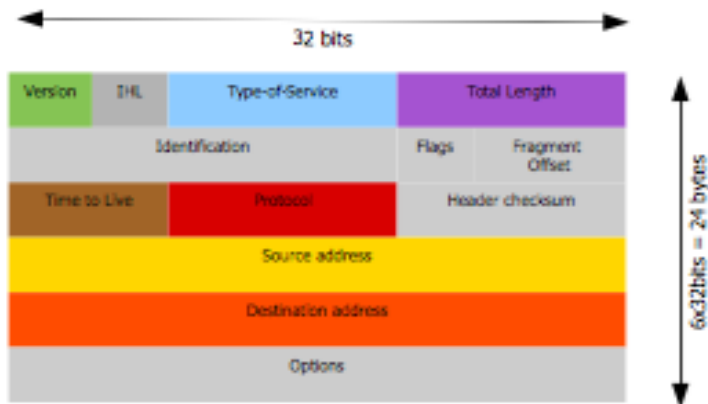 32 bits
Version IHL Type-of-Service Total Length
Identification Flags Fragment
Offset
Time to Live Protocol Header checksum
Source address
Destination address
Options
6x32bits = 24 bytes